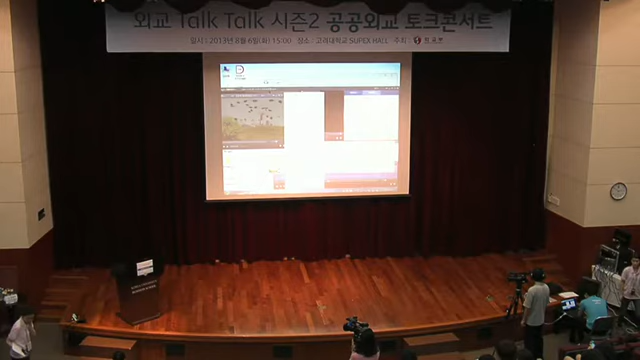 외교 Talk Talk 시즌2 공공외교 토크콘서트
일시 : 2013년 8월 6일(화) 15:00 장소 : 고려대학교 SUPEX HALL 주최 : 외교부